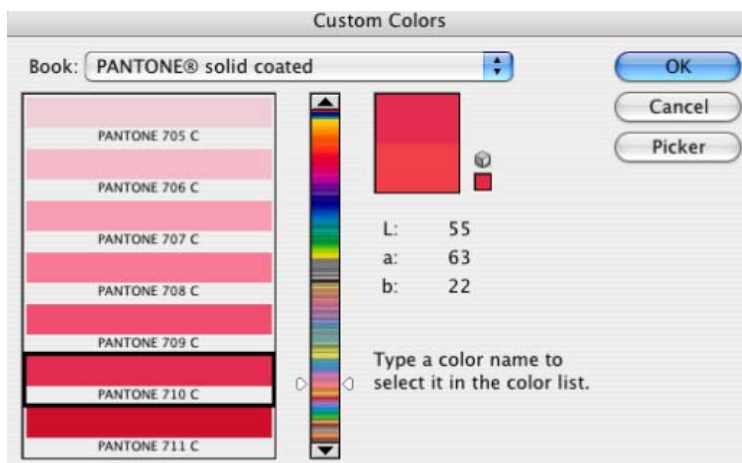 Custom Colors
Book: PANTONE® solid coated
OK
Cancel
Picker
PANTONE 705 C
PANTONE 706 C
PANTONE 707 C
PANTONE 708 C
PANTONE 709 C
PANTONE 710 C
PANTONE 711 C
L: 55
a: 63
b: 22
Type a color name to
select it in the color list.